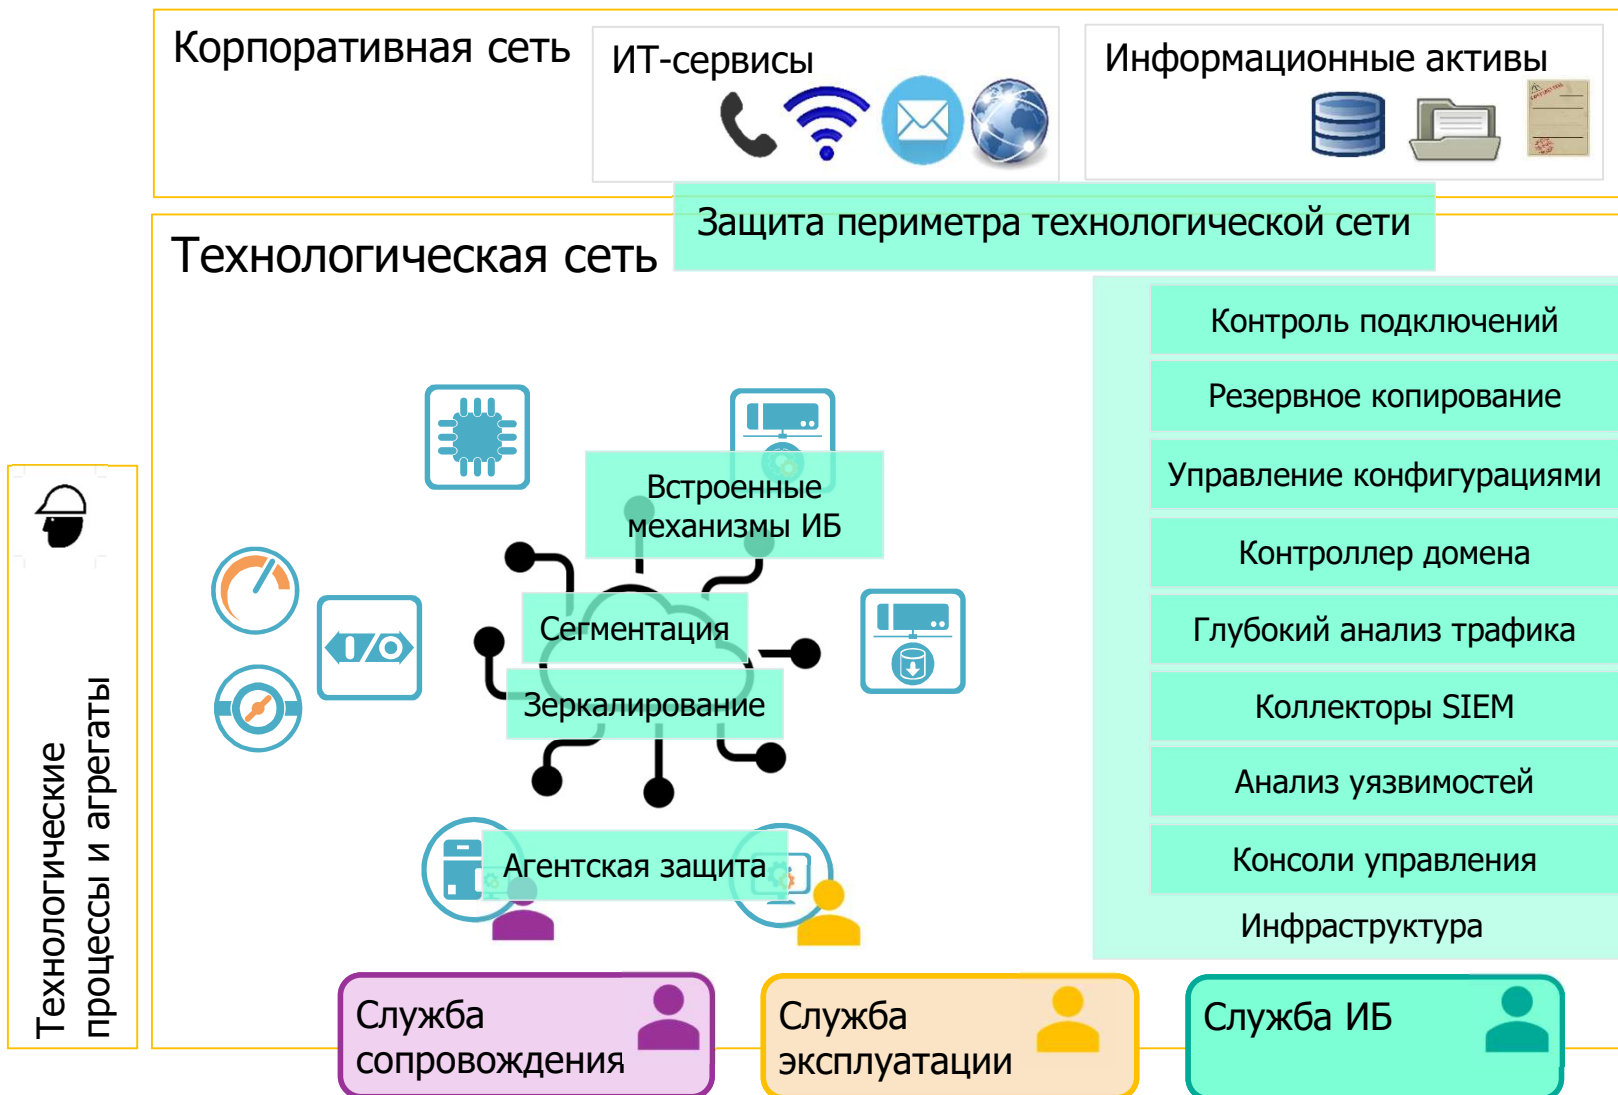 Корпоративная сеть
ИТ-сервисы
Информационные активы
Защита периметра технологической сети
Технологическая сеть
Контроль подключений
Резервное копирование
Управление конфигурациями
Контроллер домена
Глубокий анализ трафика
Коллекторы SIEM
Анализ уязвимостей
Консоли управления
Инфраструктура
Встроенные
механизмы ИБ
Сегментация
Зеркалирование
Агентская защита
Технологические
процессы и агрегаты
Служба
сопровождения
Служба
эксплуатации
Служба ИБ